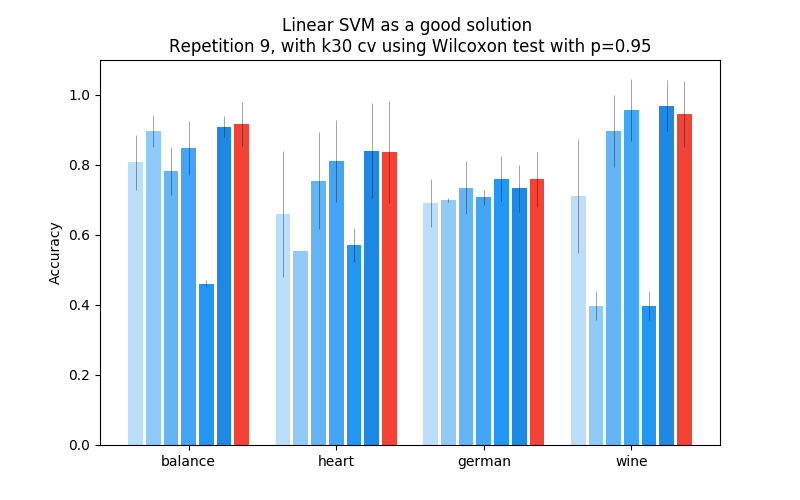 Linear SVM as a good solution
Repetition 9, with k30 cv using Wilcoxon test with p=0.95
1.0
0.8
0.6
0.4
0.2
0.0
Accuracy
balance heart german wine